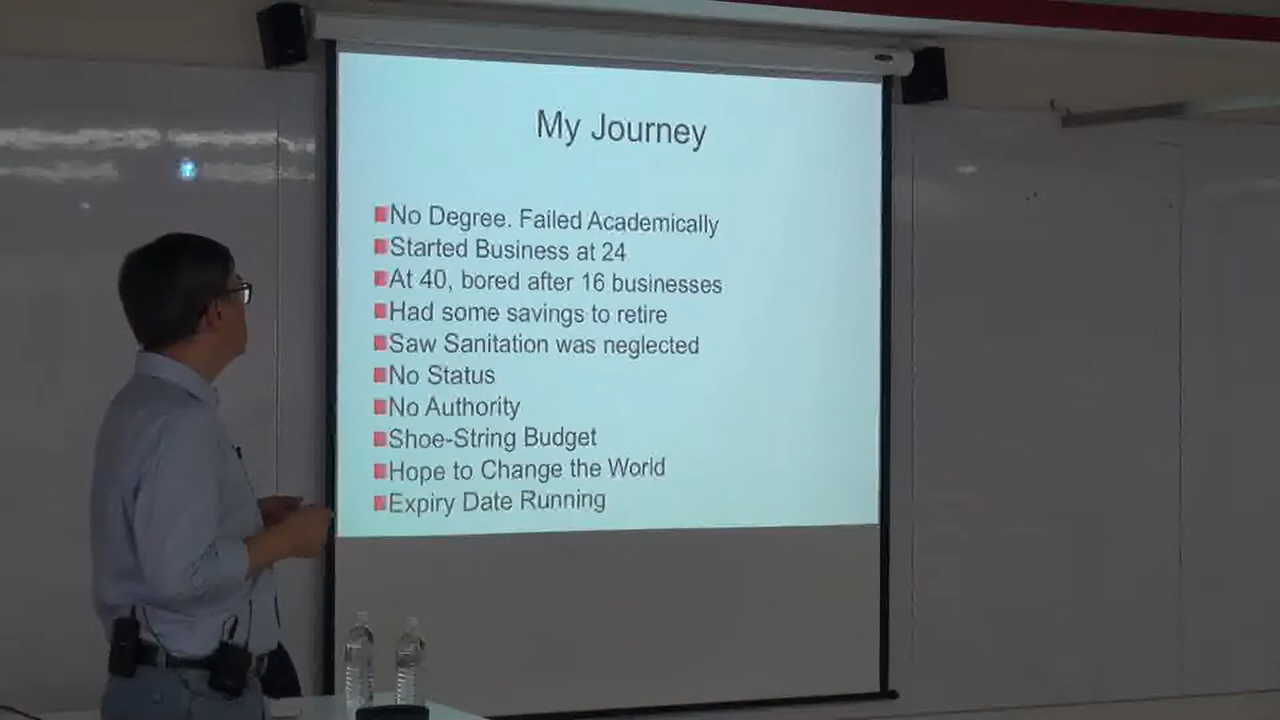 My Journey
No Degree. Failed Academically
Started Business at 24
At 40, bored after 16 businesses
Had some savings to retire
Saw Sanitation was neglected
No Status
No Authority
Shoe-String Budget
Hope to Change the World
Expiry Date Running